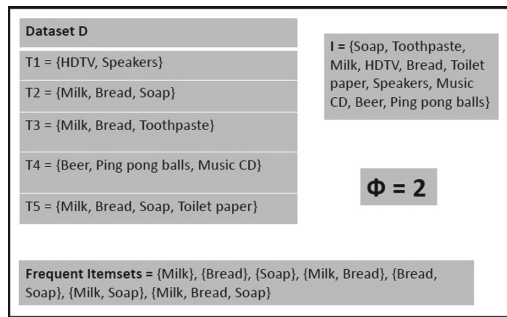 Dataset D
T1 = {HDTV, Speakers}
T2 = {Milk, Bread, Soap}
T3 = {Milk, Bread, Toothpaste}
T4 = {Beer, Ping pong balls, Music CD}
T5 = {Milk, Bread, Soap, Toilet paper}
I = {Soap, Toothpaste,
Milk, HDTV, Bread, Toilet
paper, Speakers, Music
CD, Beer, Ping pong balls}
Φ = 2
Frequent Itemsets = {Milk}, {Bread}, {Soap}, {Milk, Bread}, {Bread,
Soap}, {Milk, Soap}, {Milk, Bread, Soap}